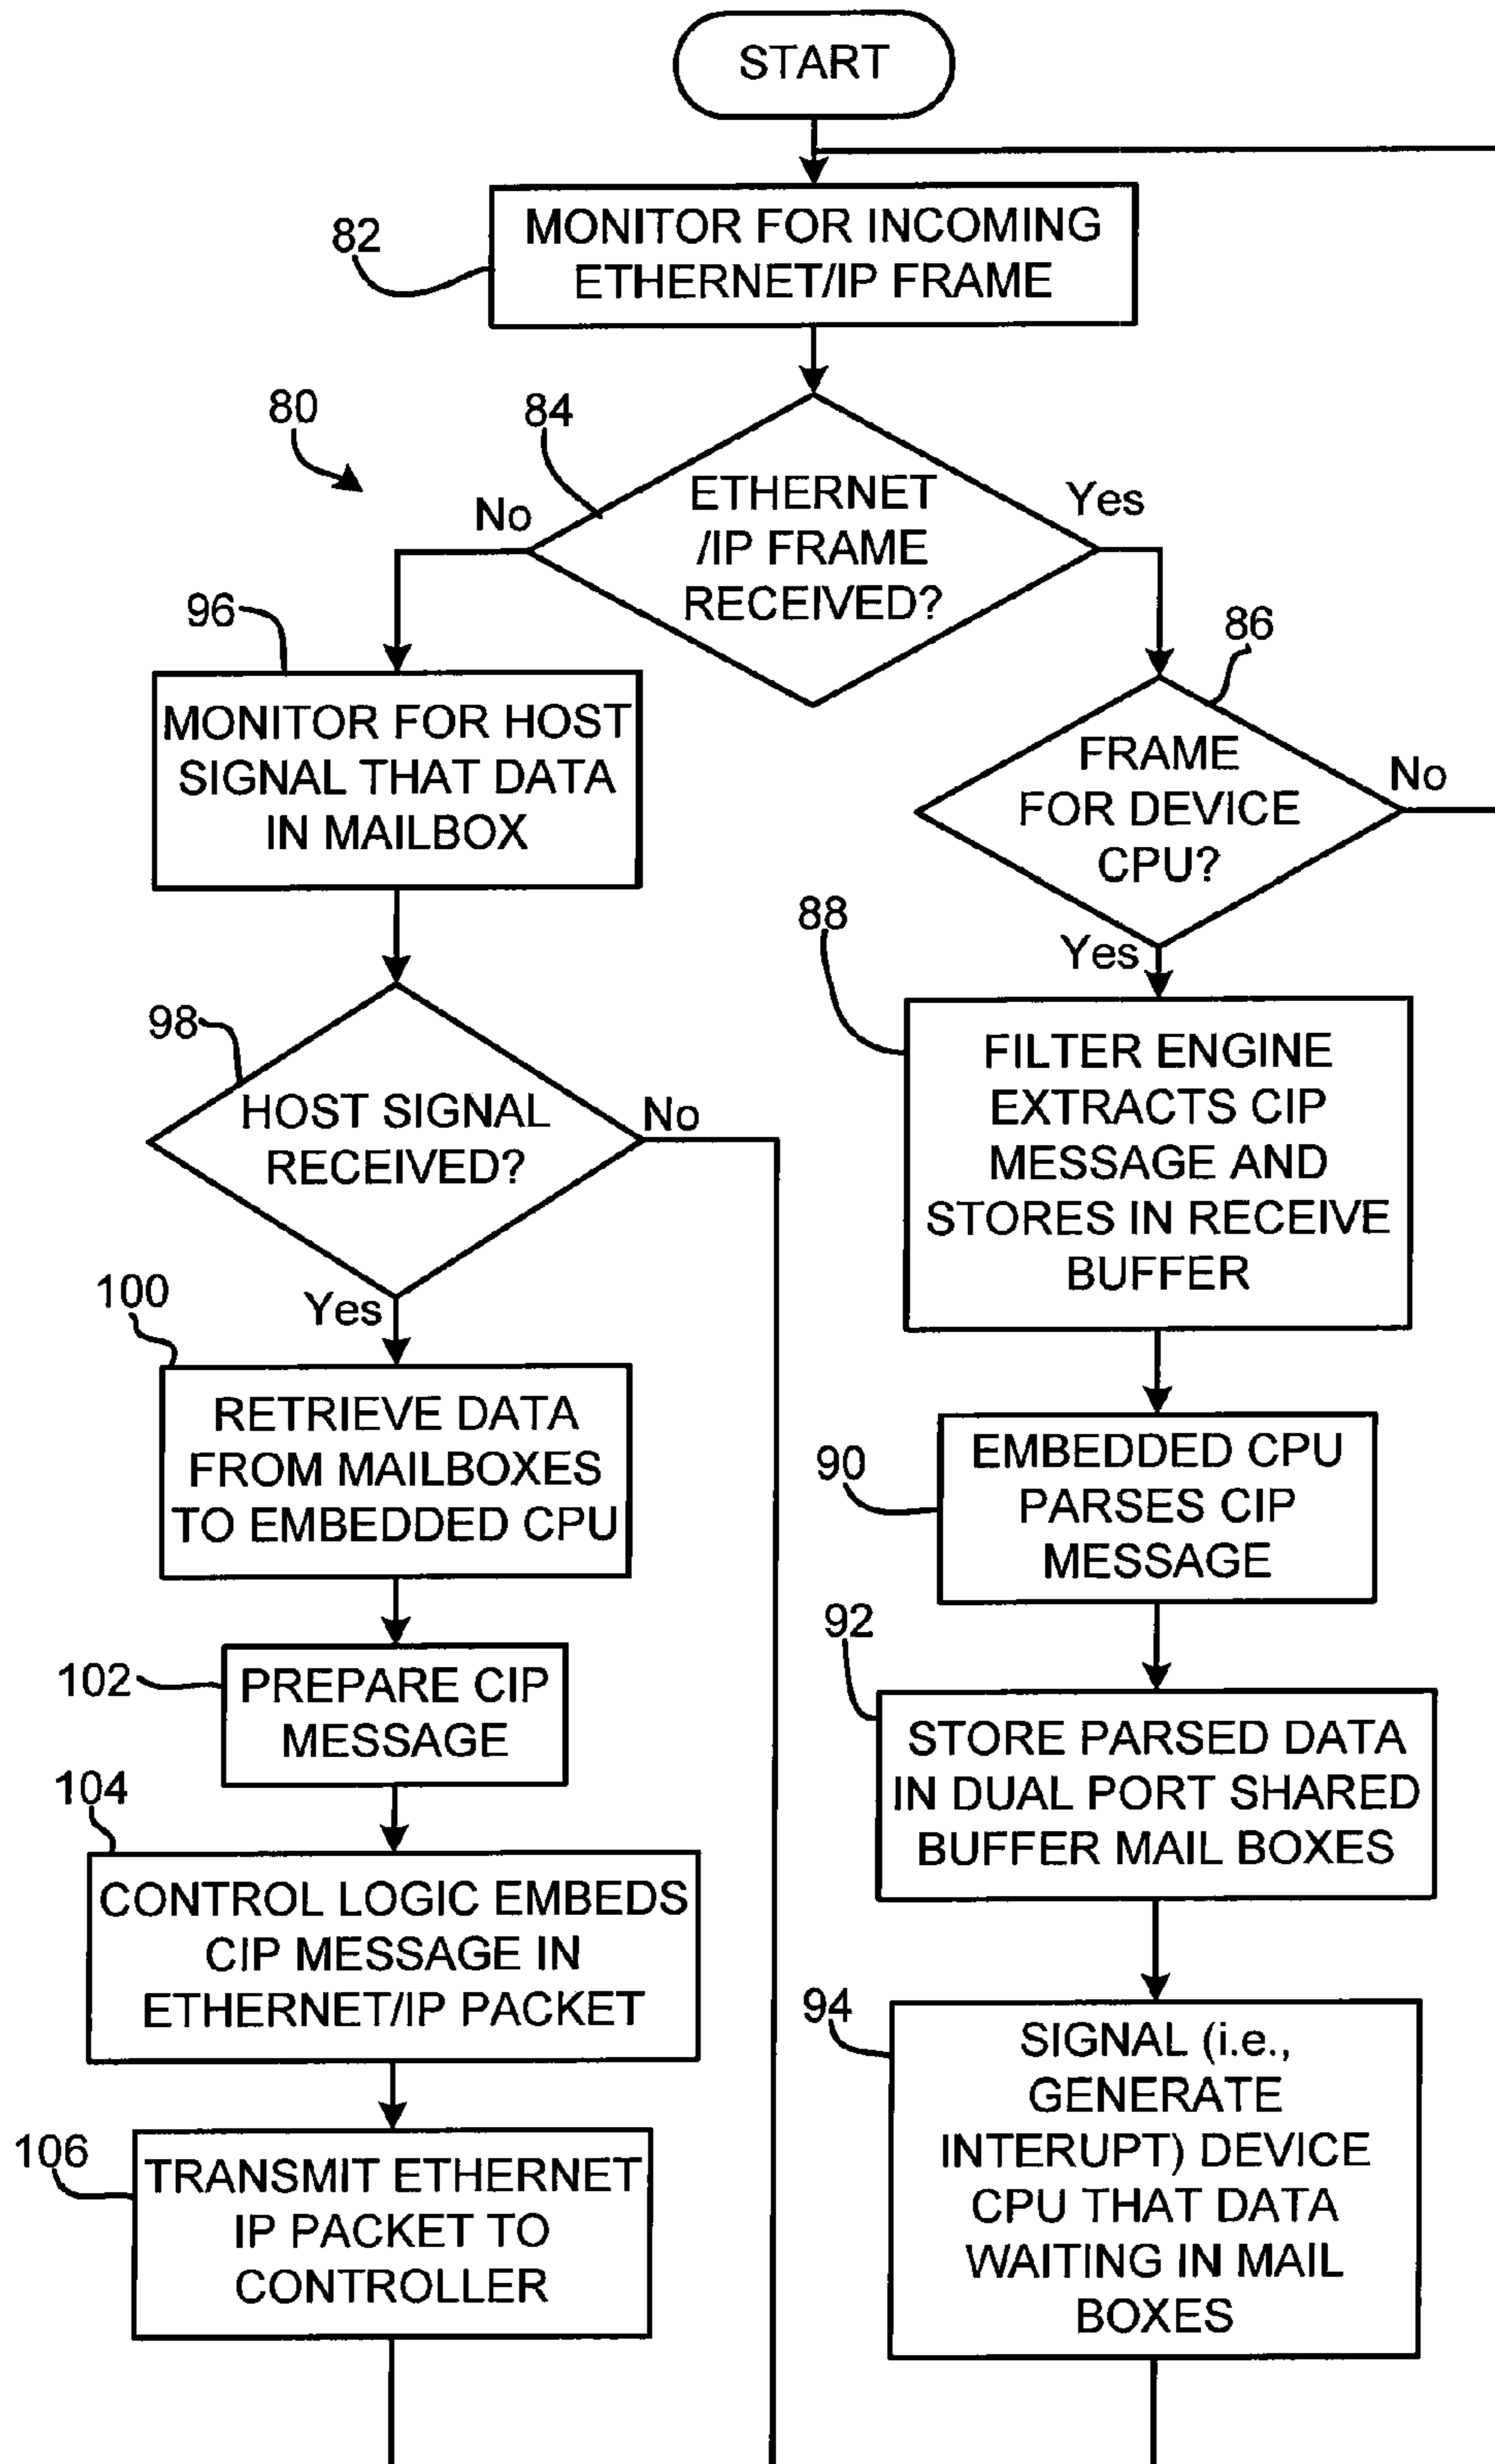 START
82
MONITOR FOR INCOMING
ETHERNET/IP FRAME
80
84
ETHERNET
/IP FRAME
RECEIVED?
No
Yes
96
MONITOR FOR HOST
SIGNAL THAT DATA
IN MAILBOX
98
HOST SIGNAL
RECEIVED?
No
Yes
100
RETRIEVE DATA
FROM MAILBOXES
TO EMBEDDED CPU
102
PREPARE CIP
MESSAGE
104
CONTROL LOGIC EMBEDS
CIP MESSAGE IN
ETHERNET/IP PACKET
106
TRANSMIT ETHERNET
IP PACKET TO
CONTROLLER
86
FRAME
FOR DEVICE
CPU?
No
Yes
88
FILTER ENGINE
EXTRACTS CIP
MESSAGE AND
STORES IN RECEIVE
BUFFER
90
EMBEDDED CPU
PARSES CIP
MESSAGE
92
STORE PARSED DATA
IN DUAL PORT SHARED
BUFFER MAIL BOXES
94
SIGNAL (i.e.,
GENERATE
INTERUPT) DEVICE
CPU THAT DATA
WAITING IN MAIL
BOXES